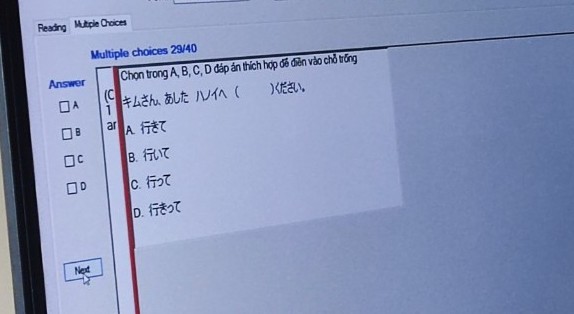 Reading Multiple Choices
Multiple choices 29/40
Answer
Chọn trong A, B, C, D đáp án thích hợp để điền vào chỗ trống
A
(C
キムさん、あした ハノイへ ( )ください。
1
B
ar
A. 行きて
B. 行いて
C
C. 行って
D
D. 行きって
Next